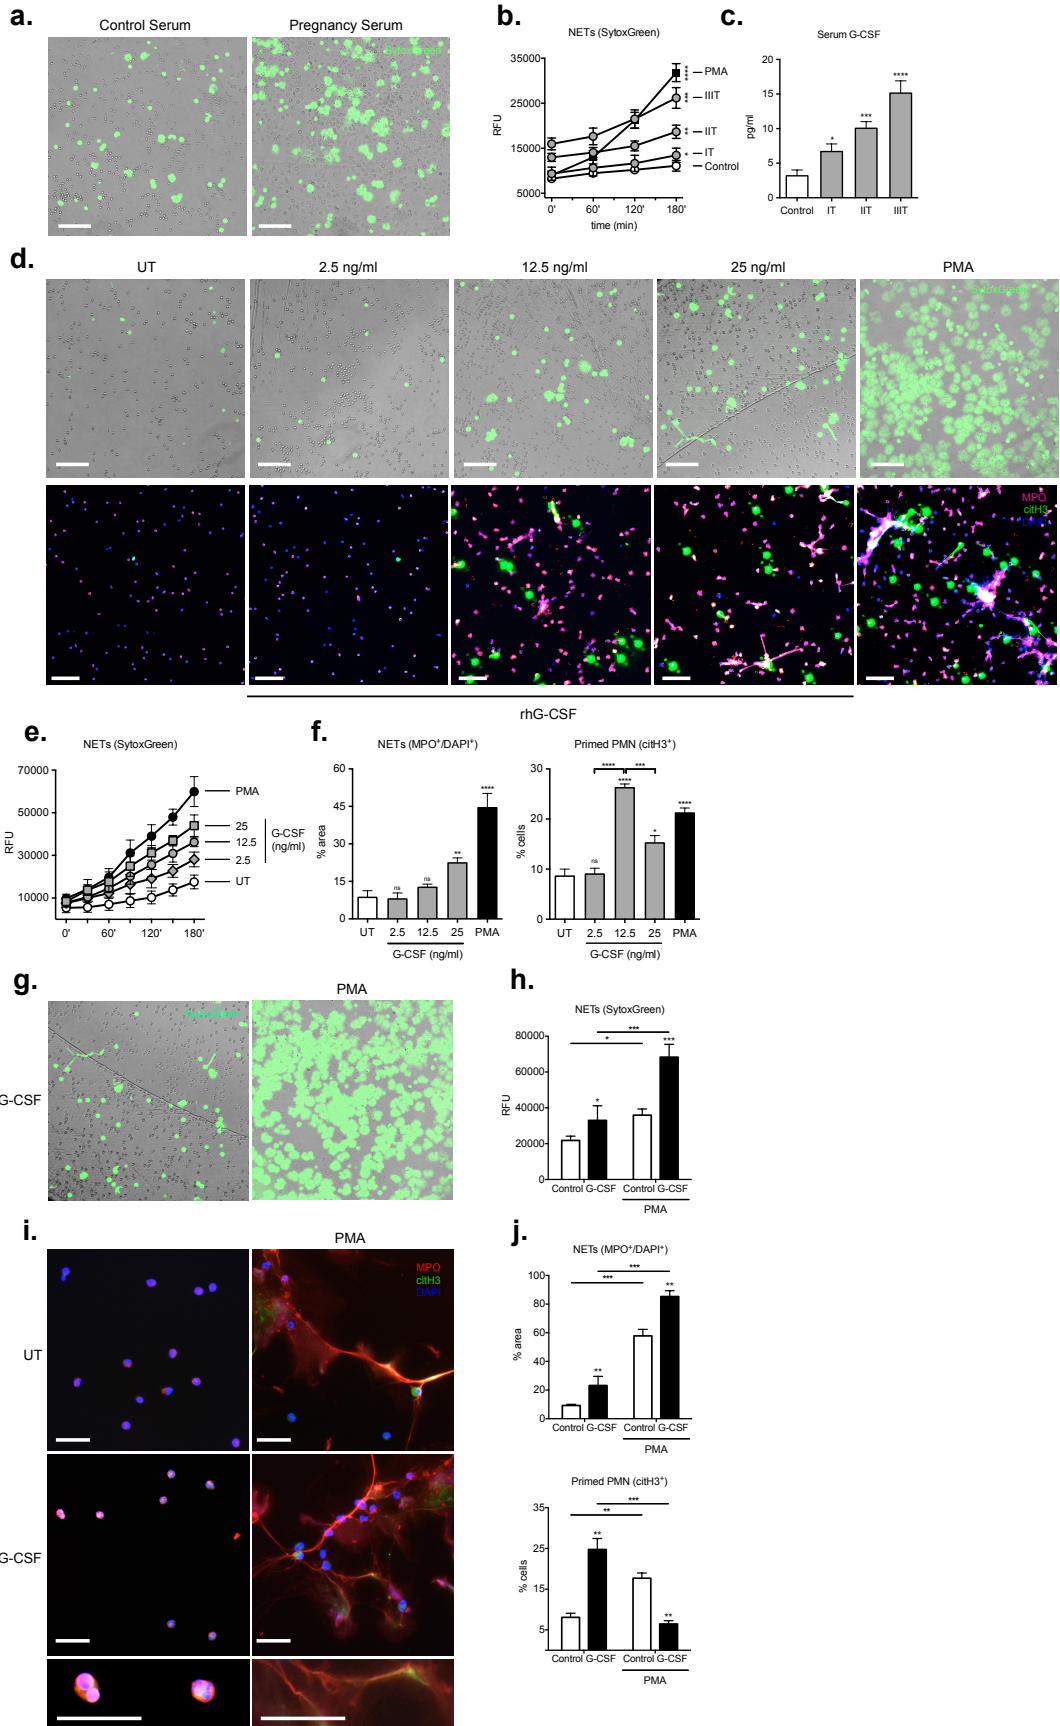 a.
Control Serum
Pregnancy Serum
SytoxGreen
b.
NETs (SytoxGreen)
RFU
35000
25000
15000
5000
0'
60'
120'
180'
time (min)
**** PMA
*** IIIT
** IIT
* IT
Control
c.
Serum G-CSF
pg/ml
20
15
10
5
0
*
***
****
Control
IT
IIT
IIIT
d.
UT
2.5 ng/ml
12.5 ng/ml
25 ng/ml
PMA
SytoxGreen
MPO
citH3
DAPI
rhG-CSF
e.
NETs (SytoxGreen)
RFU
70000
50000
30000
10000
0'
60'
120'
180'
PMA
25
12.5
2.5
G-CSF
(ng/ml)
UT
f.
NETs (MPO⁺/DAPI⁺)
% area
60
45
30
15
0
ns
ns
**
****
UT
2.5
12.5
25
PMA
G-CSF (ng/ml)
Primed PMN (citH3⁺)
% cells
30
20
10
0
****
***
ns
****
*
****
UT
2.5
12.5
25
PMA
G-CSF (ng/ml)
g.
PMA
SytoxGreen
G-CSF
h.
NETs (SytoxGreen)
RFU
80000
60000
40000
20000
0
***
*
*
***
Control G-CSF
Control G-CSF
PMA
i.
PMA
MPO
citH3
DAPI
UT
G-CSF
j.
NETs (MPO⁺/DAPI⁺)
% area
100
80
60
40
20
0
***
***
**
**
Control G-CSF
Control G-CSF
PMA
Primed PMN (citH3⁺)
% cells
35
25
15
5
***
**
**
**
Control G-CSF
Control G-CSF
PMA